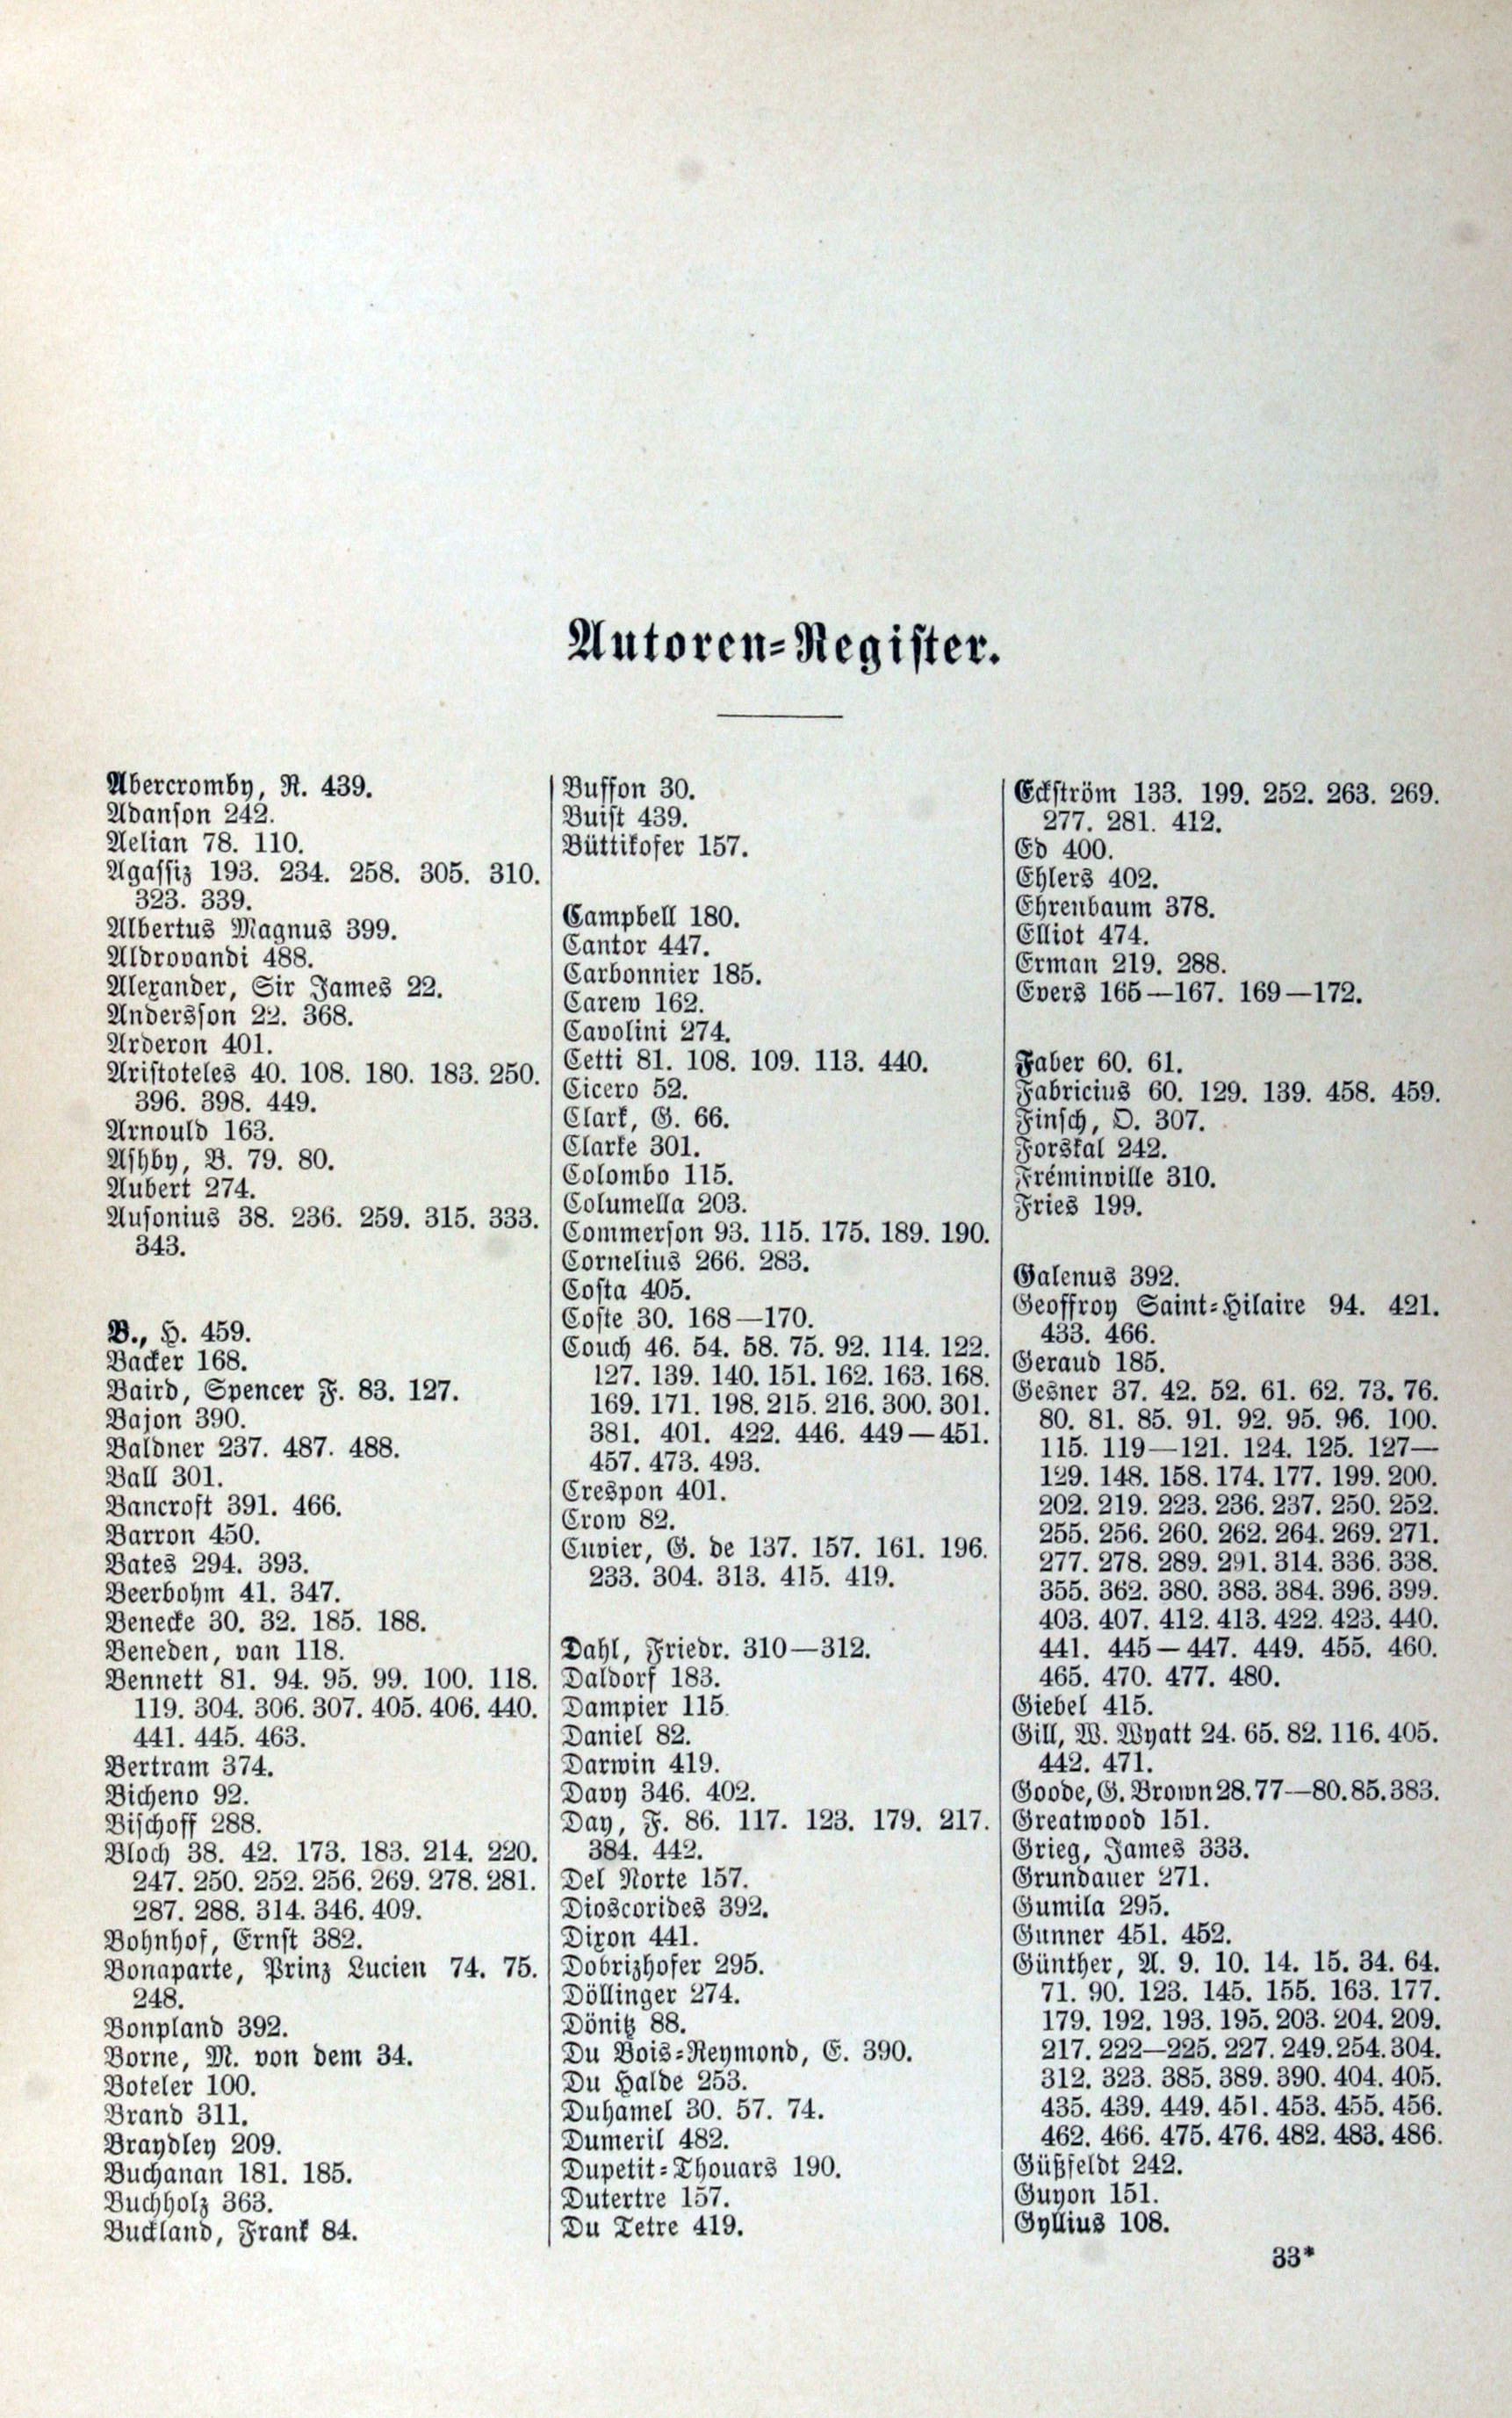 Autoren-Register.
Abercromby, R. 439.
Adanson 242.
Aelian 78. 110.
Agassiz 193. 234. 258. 305. 310.
323. 339.
Albertus Magnus 399.
Aldrovandi 488.
Alexander, Sir James 22.
Andersson 22. 368.
Arderon 401.
Aristoteles 40. 108. 180. 183. 250.
396. 398. 449.
Arnould 163.
Ashby, B. 79. 80.
Aubert 274.
Ausonius 38. 236. 259. 315. 333.
343.
B., H. 459.
Backer 168.
Baird, Spencer F. 83. 127.
Bajon 390.
Baldner 237. 487. 488.
Ball 301.
Bancroft 391. 466.
Barron 450.
Bates 294. 393.
Beerbohm 41. 347.
Benecke 30. 32. 185. 188.
Beneden, van 118.
Bennett 81. 94. 95. 99. 100. 118.
119. 304. 306. 307. 405. 406. 440.
441. 445. 463.
Bertram 374.
Bicheno 92.
Bischoff 288.
Bloch 38. 42. 173. 183. 214. 220.
247. 250. 252. 256. 269. 278. 281.
287. 288. 314. 346. 409.
Bohnhof, Ernst 382.
Bonaparte, Prinz Lucien 74. 75.
248.
Bonpland 392.
Borne, M. von dem 34.
Boteler 100.
Brand 311.
Braydley 209.
Buchanan 181. 185.
Buchholz 363.
Buckland, Frank 84.
Buffon 30.
Buist 439.
Büttikofer 157.
Campbell 180.
Cantor 447.
Carbonnier 185.
Carew 162.
Cavolini 274.
Cetti 81. 108. 109. 113. 440.
Cicero 52.
Clark, G. 66.
Clarke 301.
Colombo 115.
Columella 203.
Commerson 93. 115. 175. 189. 190.
Cornelius 266. 283.
Costa 405.
Coste 30. 168—170.
Couch 46. 54. 58. 75. 92. 114. 122.
127. 139. 140. 151. 162. 163. 168.
169. 171. 198. 215. 216. 300. 301.
381. 401. 422. 446. 449—451.
457. 473. 493.
Crespon 401.
Crow 82.
Cuvier, G. de 137. 157. 161. 196.
233. 304. 313. 415. 419.
Dahl, Friedr. 310—312.
Daldorf 183.
Dampier 115.
Daniel 82.
Darwin 419.
Davy 346. 402.
Day, F. 86. 117. 123. 179. 217.
384. 442.
Del Norte 157.
Dioscorides 392.
Dixon 441.
Dobrizhofer 295.
Döllinger 274.
Dönitz 88.
Du Bois-Reymond, E. 390.
Du Halde 253.
Duhamel 30. 57. 74.
Dumeril 482.
Dupetit-Thouars 190.
Dutertre 157.
Du Tetre 419.
Eckström 133. 199. 252. 263. 269.
277. 281. 412.
Ed 400.
Ehlers 402.
Ehrenbaum 378.
Elliot 474.
Erman 219. 288.
Evers 165—167. 169—172.
Faber 60. 61.
Fabricius 60. 129. 139. 458. 459.
Finsch, O. 307.
Forskal 242.
Fréminville 310.
Fries 199.
Galenus 392.
Geoffroy Saint-Hilaire 94. 421.
433. 466.
Geraud 185.
Gesner 37. 42. 52. 61. 62. 73. 76.
80. 81. 85. 91. 92. 95. 96. 100.
115. 119—121. 124. 125. 127—
129. 148. 158. 174. 177. 199. 200.
202. 219. 223. 236. 237. 250. 252.
255. 256. 260. 262. 264. 269. 271.
277. 278. 289. 291. 314. 336. 338.
355. 362. 380. 383. 384. 396. 399.
403. 407. 412. 413. 422. 423. 440.
441. 445—447. 449. 455. 460.
465. 470. 477. 480.
Giebel 415.
Gill, W. Wyatt 24. 65. 82. 116. 405.
442. 471.
Goode, G. Brown 28. 77—80. 85. 383.
Greatwood 151.
Grieg, James 333.
Grundauer 271.
Gumila 295.
Gunner 451. 452.
Günther, A. 9. 10. 14. 15. 34. 64.
71. 90. 123. 145. 155. 163. 177.
179. 192. 193. 195. 203. 204. 209.
217. 222—225. 227. 249. 254. 304.
312. 323. 385. 389. 390. 404. 405.
435. 439. 449. 451. 453. 455. 456.
462. 466. 475. 476. 482. 483. 486.
Güßfeldt 242.
Guyon 151.
Gyllius 108.
33*